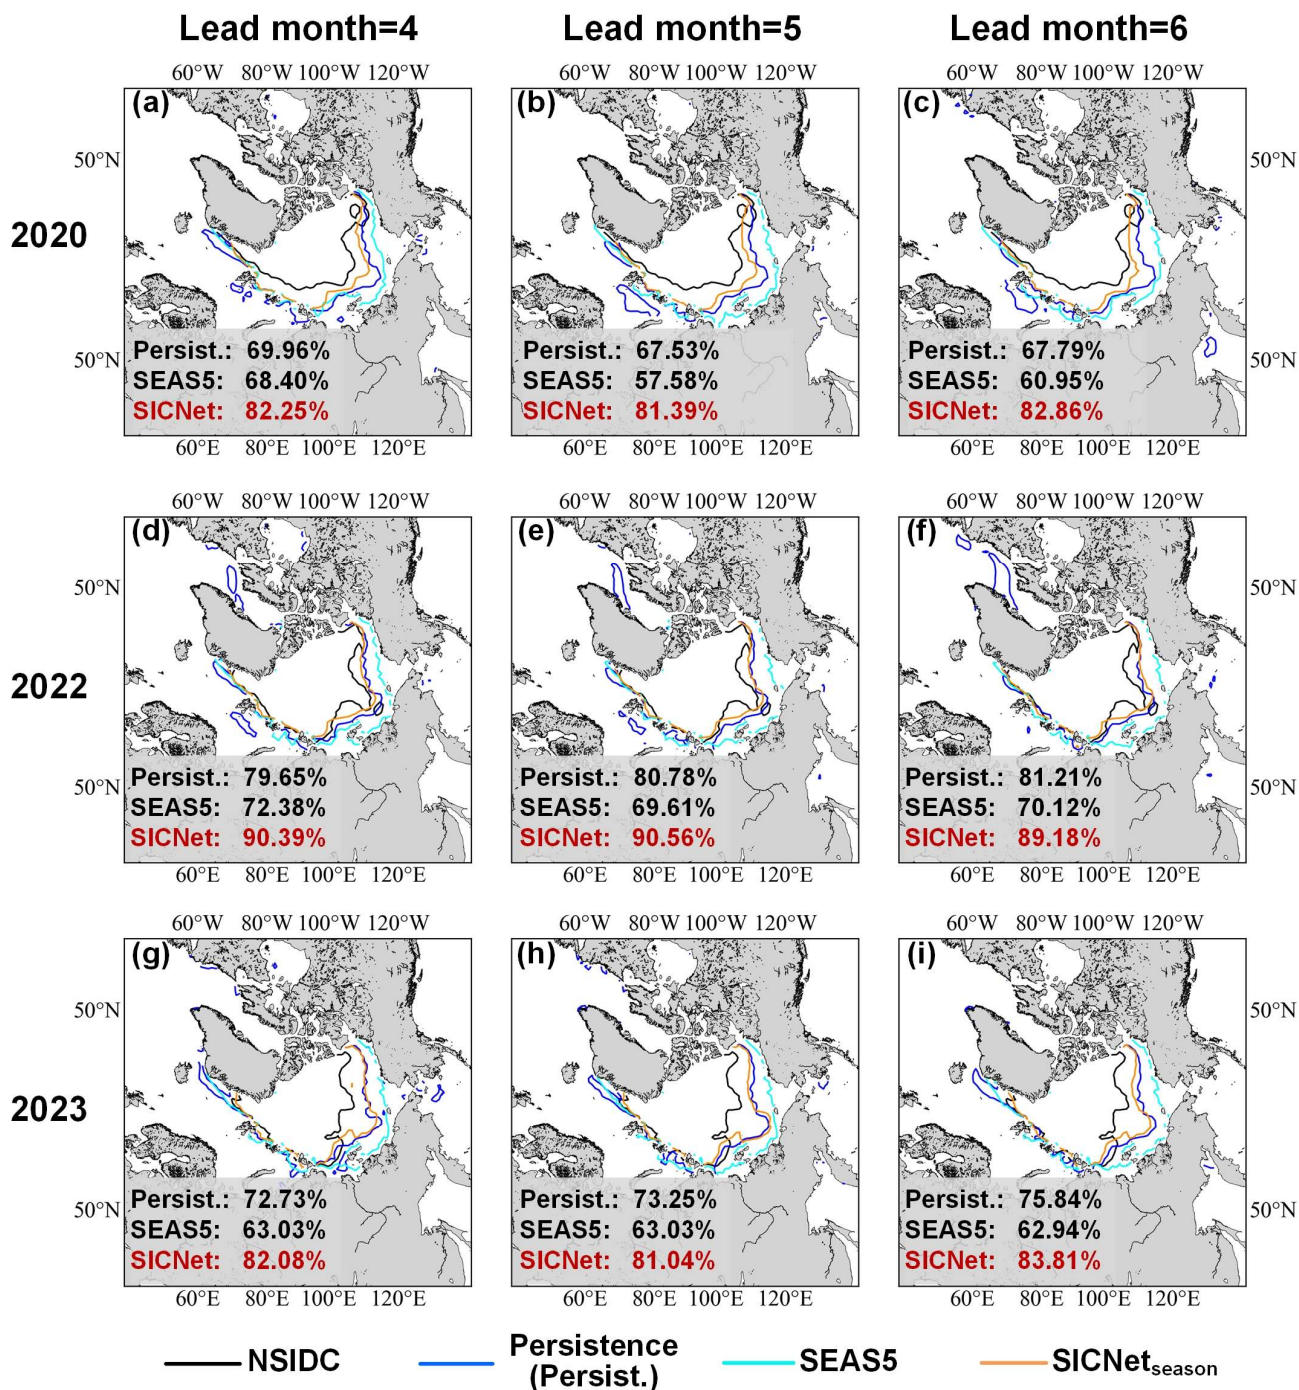 Lead month=4 Lead month=5 Lead month=6
60°W 80°W 100°W 120°W 60°W 80°W 100°W 120°W 60°W 80°W 100°W 120°W
(a) (b) (c)
50°N 50°N
2020
Persist.: 69.96% Persist.: 67.53% Persist.: 67.79%
50°N 50°N
SEAS5: 68.40% SEAS5: 57.58% SEAS5: 60.95%
SICNet: 82.25% SICNet: 81.39% SICNet: 82.86%
60°E 80°E 100°E 120°E 60°E 80°E 100°E 120°E 60°E 80°E 100°E 120°E
60°W 80°W 100°W 120°W 60°W 80°W 100°W 120°W 60°W 80°W 100°W 120°W
(d) (e) (f)
50°N 50°N
2022
Persist.: 79.65% Persist.: 80.78% Persist.: 81.21%
50°N 50°N
SEAS5: 72.38% SEAS5: 69.61% SEAS5: 70.12%
SICNet: 90.39% SICNet: 90.56% SICNet: 89.18%
60°E 80°E 100°E 120°E 60°E 80°E 100°E 120°E 60°E 80°E 100°E 120°E
60°W 80°W 100°W 120°W 60°W 80°W 100°W 120°W 60°W 80°W 100°W 120°W
(g) (h) (i)
50°N 50°N
2023
Persist.: 72.73% Persist.: 73.25% Persist.: 75.84%
50°N 50°N
SEAS5: 63.03% SEAS5: 63.03% SEAS5: 62.94%
SICNet: 82.08% SICNet: 81.04% SICNet: 83.81%
60°E 80°E 100°E 120°E 60°E 80°E 100°E 120°E 60°E 80°E 100°E 120°E
NSIDC Persistence (Persist.) SEAS5 SICNetseason